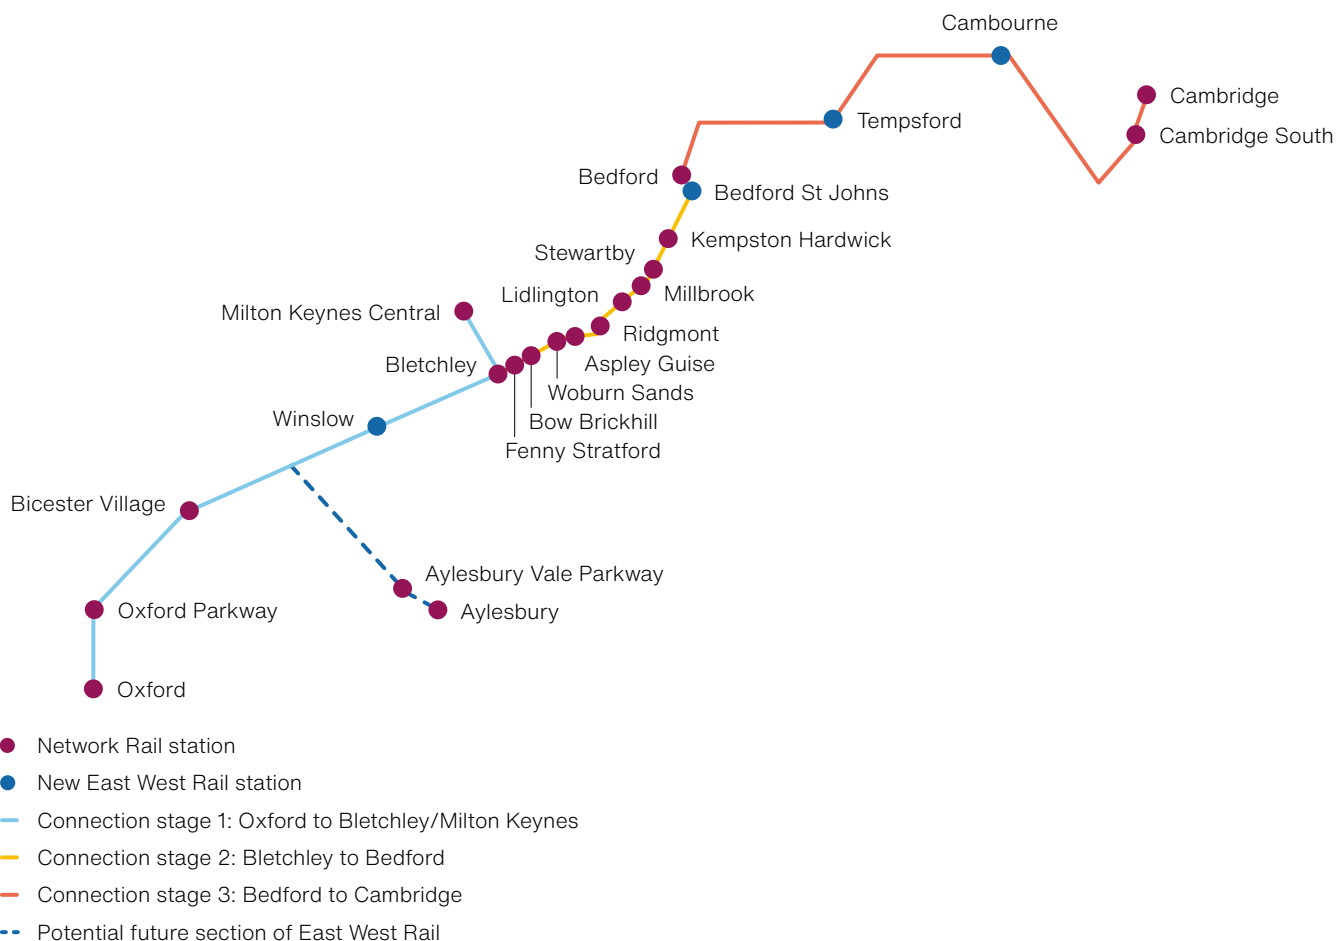 Cambourne
Cambridge
Tempsford
Cambridge South
Bedford
Bedford St Johns
Kempston Hardwick
Stewartby
Lidlington
Millbrook
Milton Keynes Central
Ridgmont
Bletchley
Aspley Guise
Woburn Sands
Winslow
Bow Brickhill
Fenny Stratford
Bicester Village
Aylesbury Vale Parkway
Oxford Parkway
Aylesbury
Oxford
Network Rail station
New East West Rail station
Connection stage 1: Oxford to Bletchley/Milton Keynes
Connection stage 2: Bletchley to Bedford
Connection stage 3: Bedford to Cambridge
Potential future section of East West Rail